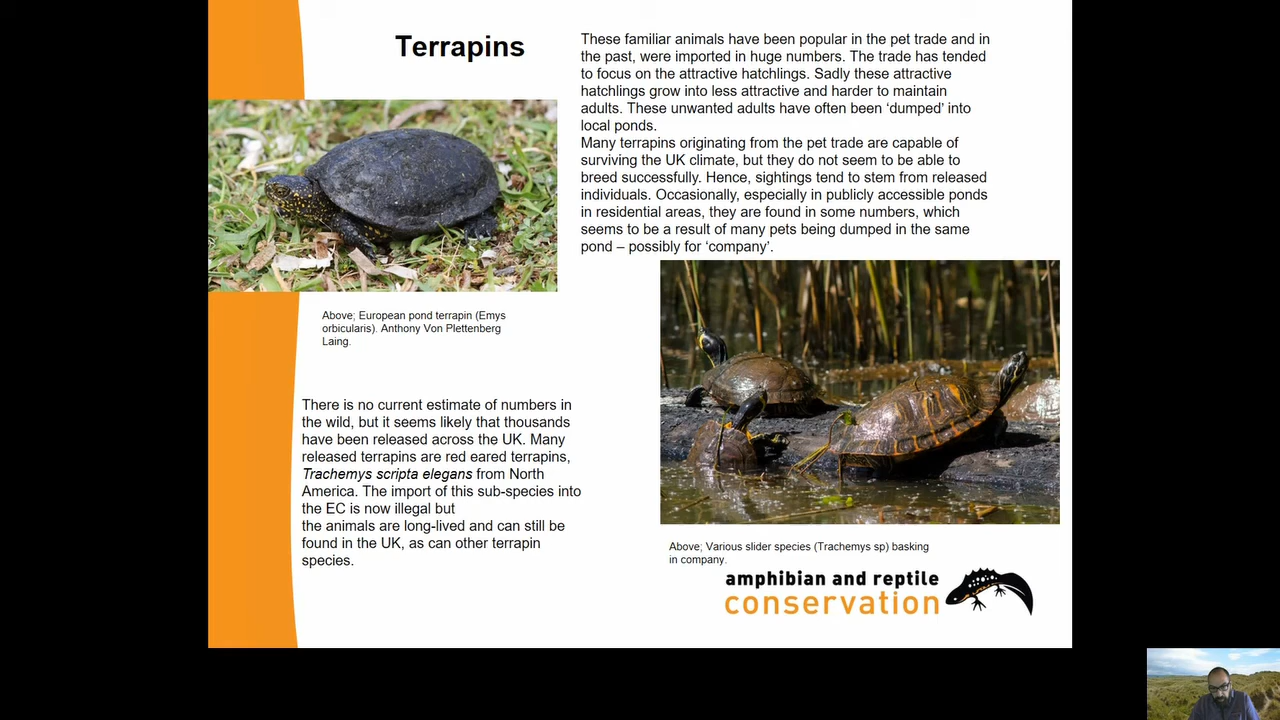 Terrapins
These familiar animals have been popular in the pet trade and in
the past, were imported in huge numbers. The trade has tended
to focus on the attractive hatchlings. Sadly these attractive
hatchlings grow into less attractive and harder to maintain
adults. These unwanted adults have often been ‘dumped’ into
local ponds.
Many terrapins originating from the pet trade are capable of
surviving the UK climate, but they do not seem to be able to
breed successfully. Hence, sightings tend to stem from released
individuals. Occasionally, especially in publicly accessible ponds
in residential areas, they are found in some numbers, which
seems to be a result of many pets being dumped in the same
pond – possibly for ‘company’.
Above; European pond terrapin (Emys
orbicularis). Anthony Von Plettenberg
Laing.
There is no current estimate of numbers in
the wild, but it seems likely that thousands
have been released across the UK. Many
released terrapins are red eared terrapins,
Trachemys scripta elegans from North
America. The import of this sub-species into
the EC is now illegal but
the animals are long-lived and can still be
found in the UK, as can other terrapin
species.
Above; Various slider species (Trachemys sp) basking
in company.
amphibian and reptile
conservation